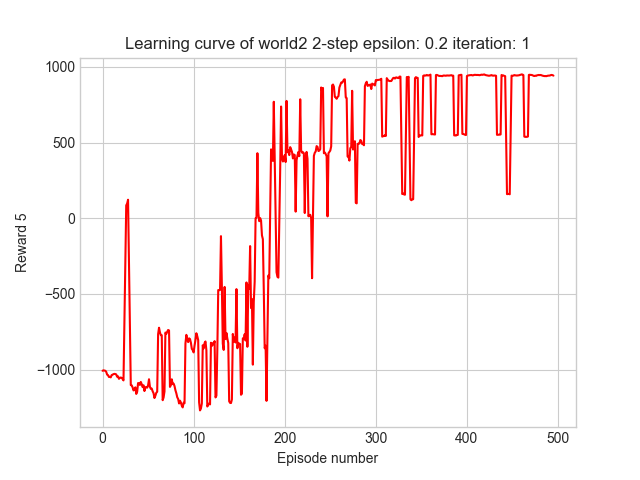 Learning curve of world2 2-step epsilon: 0.2 iteration: 1
1000
500
0
−500
−1000
Reward 5
0 100 200 300 400 500
Episode number